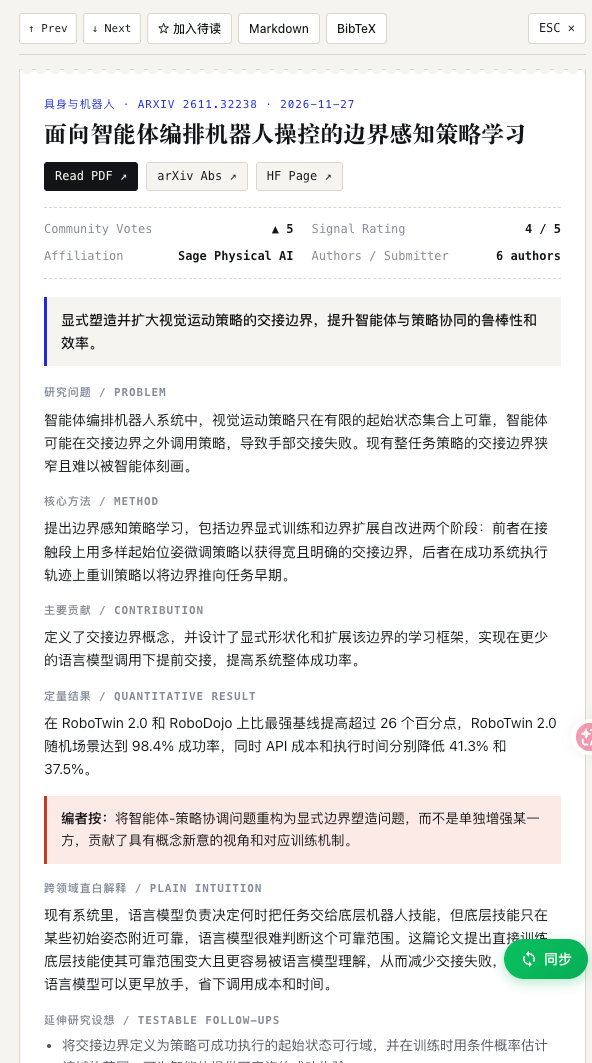 ↑ Prev
↓ Next
☆ 加入待读
Markdown
BibTeX
ESC ×
具身与机器人 · ARXIV 2611.32238 · 2026-11-27
面向智能体编排机器人操控的边界感知策略学习
Read PDF ↗
arXiv Abs ↗
HF Page ↗
Community Votes ▲ 5
Signal Rating 4 / 5
Affiliation Sage Physical AI
Authors / Submitter 6 authors
显式塑造并扩大视觉运动策略的交接边界，提升智能体与策略协同的鲁棒性和
效率。
研究问题 / PROBLEM
智能体编排机器人系统中，视觉运动策略只在有限的起始状态集合上可靠，智能体
可能在交接边界之外调用策略，导致手部交接失败。现有整任务策略的交接边界狭
窄且难以被智能体刻画。
核心方法 / METHOD
提出边界感知策略学习，包括边界显式训练和边界扩展自改进两个阶段：前者在接
触段上用多样起始位姿微调策略以获得宽且明确的交接边界，后者在成功系统执行
轨迹上重训策略以将边界推向任务早期。
主要贡献 / CONTRIBUTION
定义了交接边界概念，并设计了显式形状化和扩展该边界的学习框架，实现在更少
的语言模型调用下提前交接，提高系统整体成功率。
定量结果 / QUANTITATIVE RESULT
在 RoboTwin 2.0 和 RoboDojo 上比最强基线提高超过 26 个百分点，RoboTwin 2.0
随机场景达到 98.4% 成功率，同时 API 成本和执行时间分别降低 41.3% 和
37.5%。
编者按：将智能体-策略协调问题重构为显式边界塑造问题，而不是单独增强某一
方，贡献了具有概念新意的视角和对应训练机制。
跨领域直白解释 / PLAIN INTUITION
现有系统里，语言模型负责决定何时把任务交给底层机器人技能，但底层技能只在
某些初始姿态附近可靠，语言模型很难判断这个可靠范围。这篇论文提出直接训练
底层技能使其可靠范围变大且更容易被语言模型理解，从而减少交接失败，
语言模型可以更早放手，省下调用成本和时间。
同步
延伸研究设想 / TESTABLE FOLLOW-UPS
• 将交接边界定义为策略可成功执行的起始状态可行域，并在训练时用条件概率估计